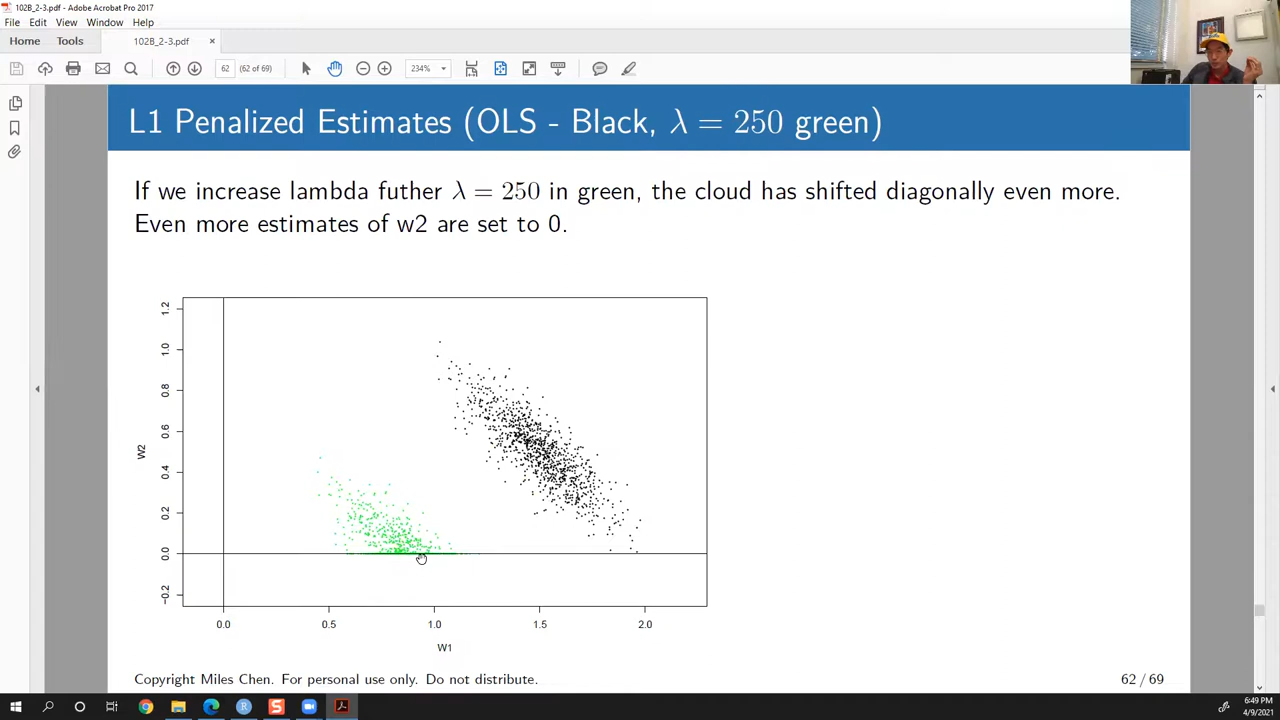 102B_2-3.pdf - Adobe Acrobat Pro 2017
File Edit View Window Help
Home Tools 102B_2-3.pdf ×
62 (62 of 69) 234%
L1 Penalized Estimates (OLS - Black, λ = 250 green)
If we increase lambda futher λ = 250 in green, the cloud has shifted diagonally even more.
Even more estimates of w2 are set to 0.
1.2
1.0
0.8
0.6
W2
0.4
0.2
0.0
-0.2
0.0 0.5 1.0 1.5 2.0
W1
Copyright Miles Chen. For personal use only. Do not distribute. 62 / 69
6:49 PM
4/9/2021